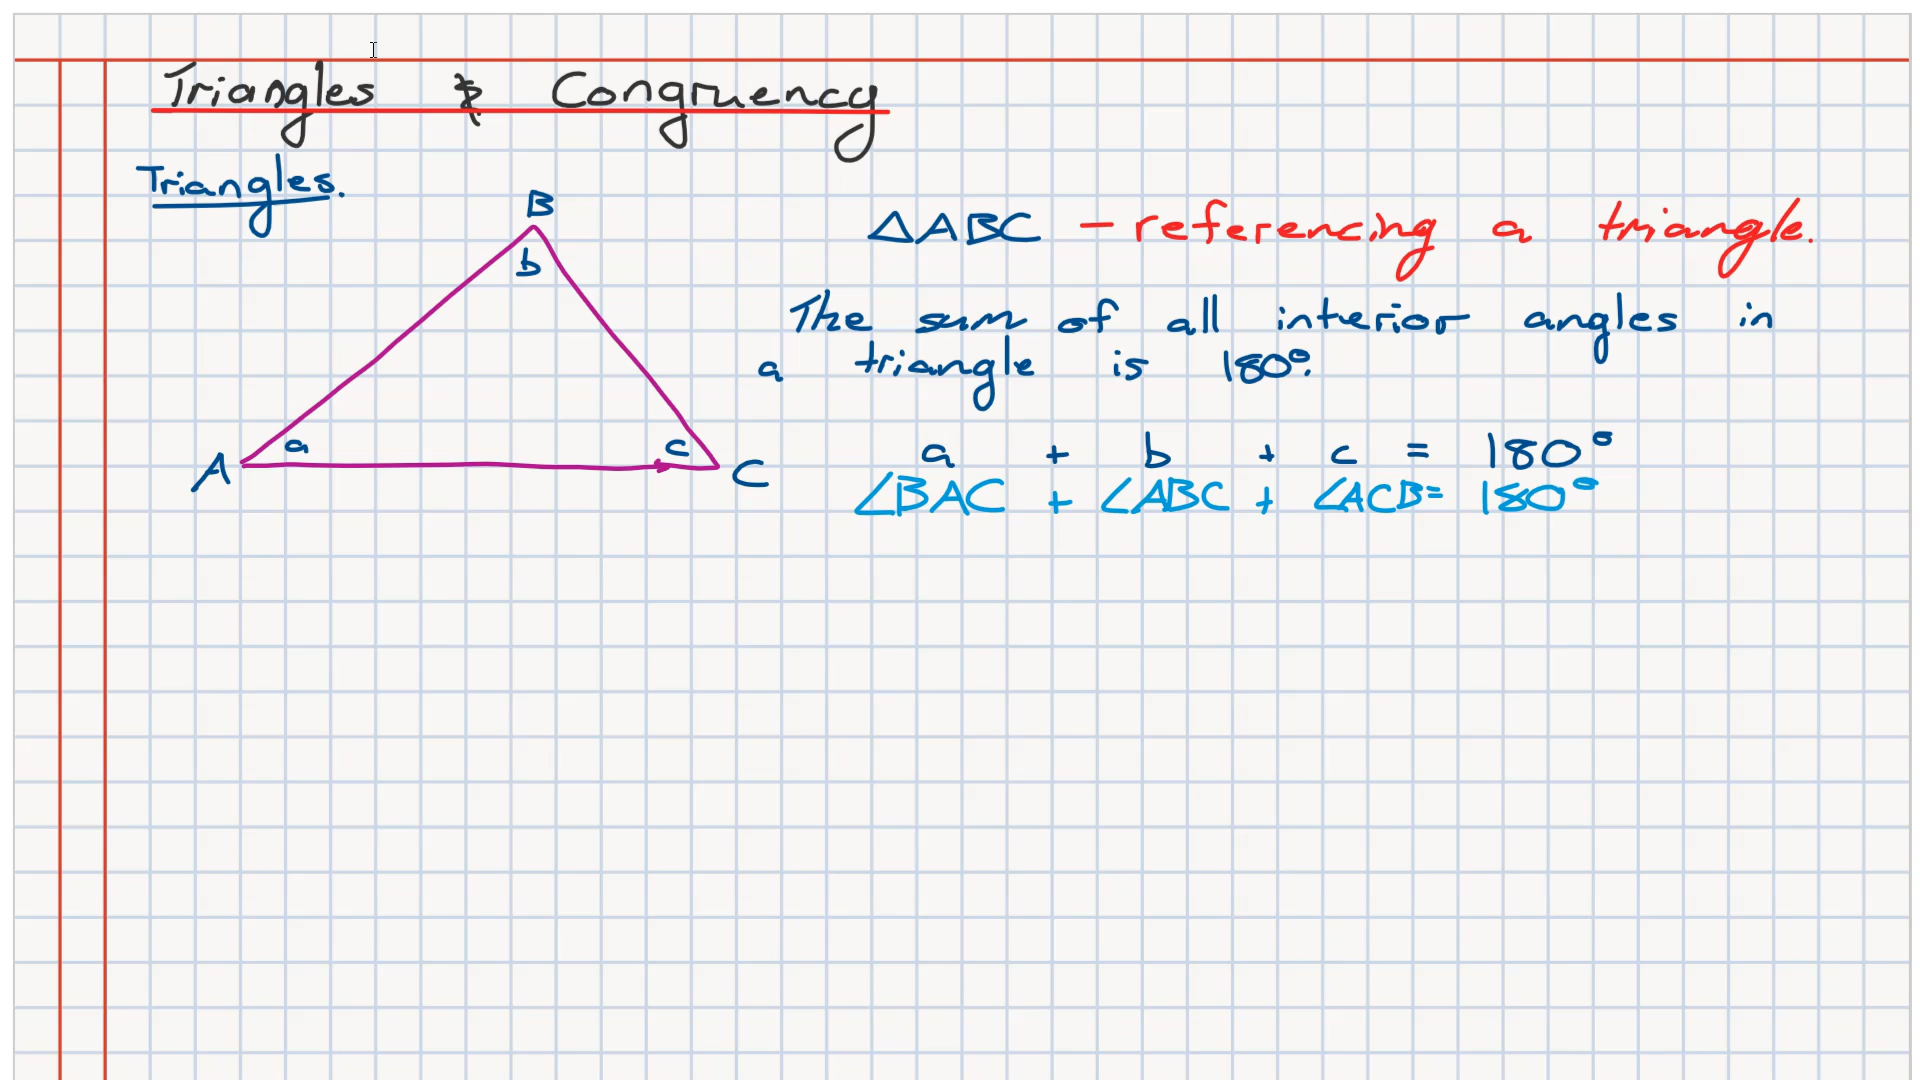 Triangles & Congruency
Triangles.
B
b
△ABC - referencing a triangle.
The sum of all interior angles in
a triangle is 180°.
a
c
A
C
a + b + c = 180°
∠BAC + ∠ABC + ∠ACB = 180°